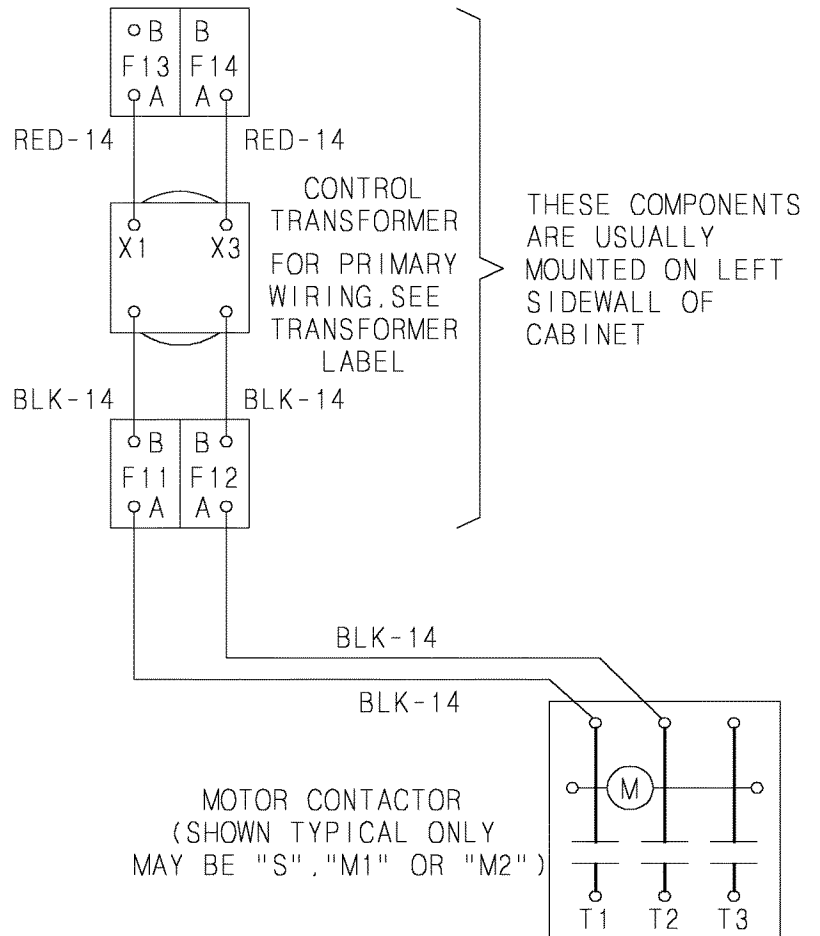 B B
F13 F14
A A
RED-14 RED-14
CONTROL
TRANSFORMER
X1 X3
FOR PRIMARY
WIRING.SEE
TRANSFORMER
LABEL
THESE COMPONENTS
ARE USUALLY
MOUNTED ON LEFT
SIDEWALL OF
CABINET
BLK-14 BLK-14
B B
F11 F12
A A
BLK-14
BLK-14
M
MOTOR CONTACTOR
(SHOWN TYPICAL ONLY
MAY BE "S"."M1" OR "M2")
T1 T2 T3